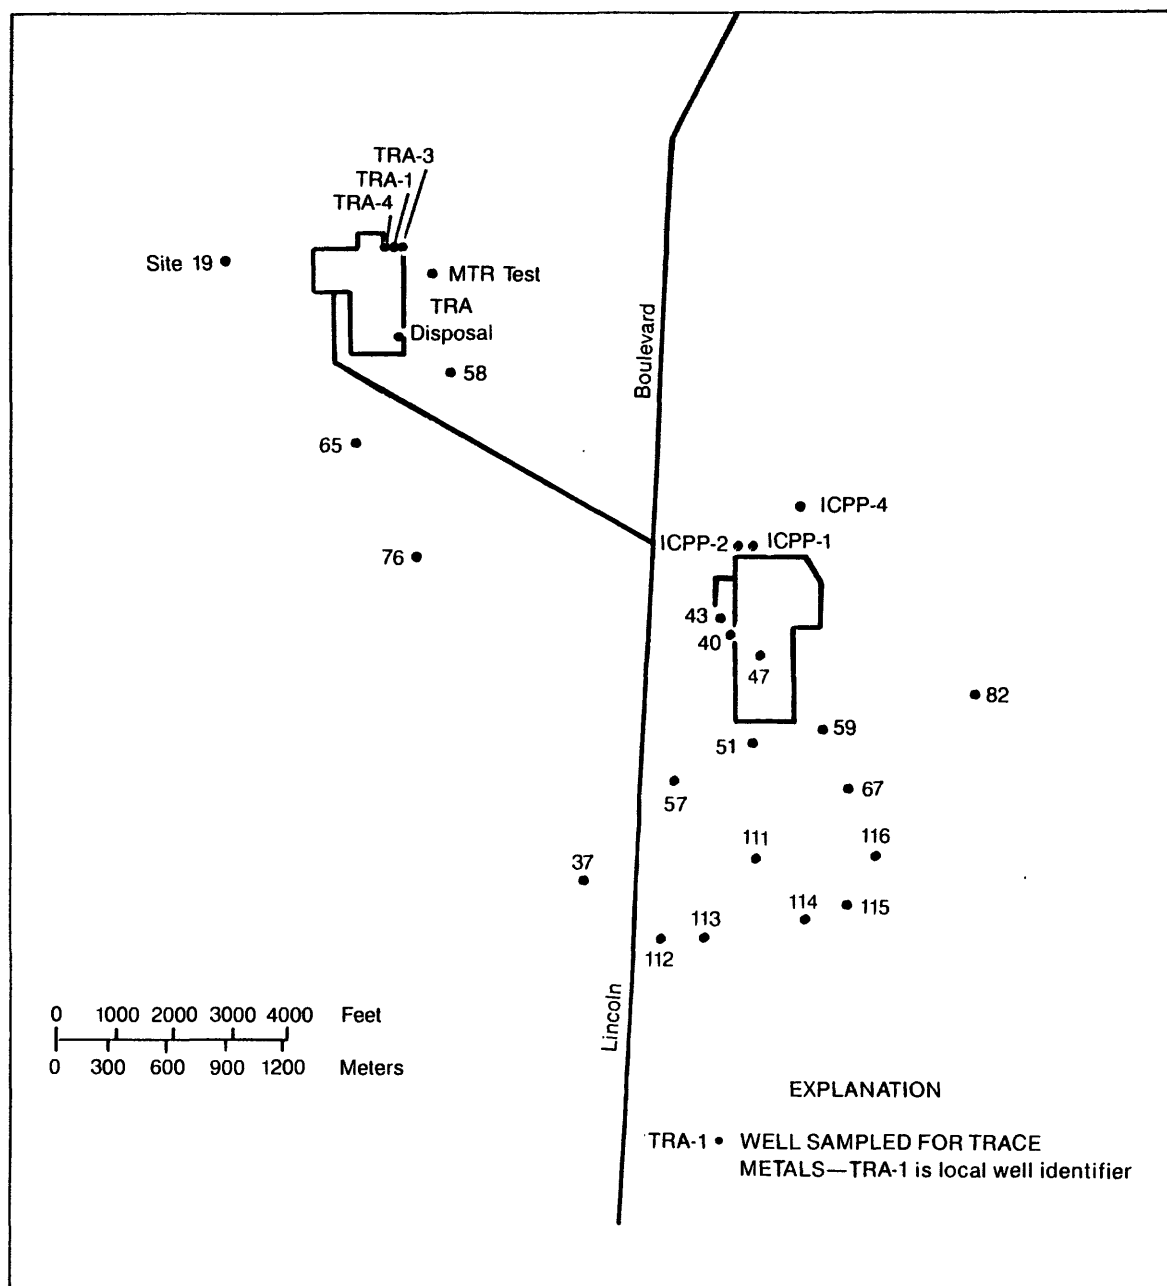 TRA-3
TRA-1
TRA-4
Site 19
MTR Test
TRA
Disposal
58
65
Boulevard
ICPP-4
ICPP-2
ICPP-1
76
43
40
47
82
59
51
57
67
111
116
37
115
114
113
112
Lincoln
0 1000 2000 3000 4000 Feet
0 300 600 900 1200 Meters
EXPLANATION
TRA-1 • WELL SAMPLED FOR TRACE
METALS—TRA-1 is local well identifier